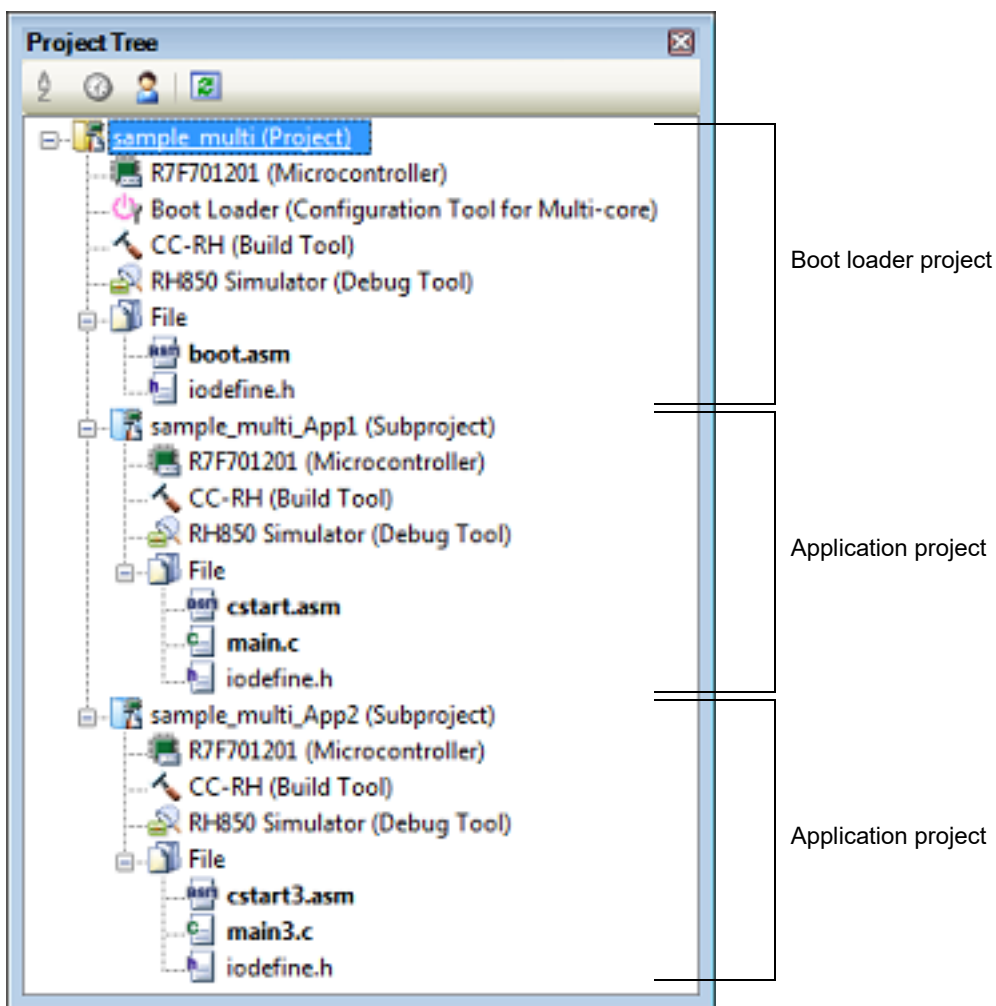 Project Tree
sample_multi (Project)
R7F701201 (Microcontroller)
Boot Loader (Configuration Tool for Multi-core)
CC-RH (Build Tool)
RH850 Simulator (Debug Tool)
Boot loader project
File
boot.asm
iodefine.h
sample_multi_App1 (Subproject)
R7F701201 (Microcontroller)
CC-RH (Build Tool)
RH850 Simulator (Debug Tool)
Application project
File
cstart.asm
main.c
iodefine.h
sample_multi_App2 (Subproject)
R7F701201 (Microcontroller)
CC-RH (Build Tool)
RH850 Simulator (Debug Tool)
Application project
File
cstart3.asm
main3.c
iodefine.h